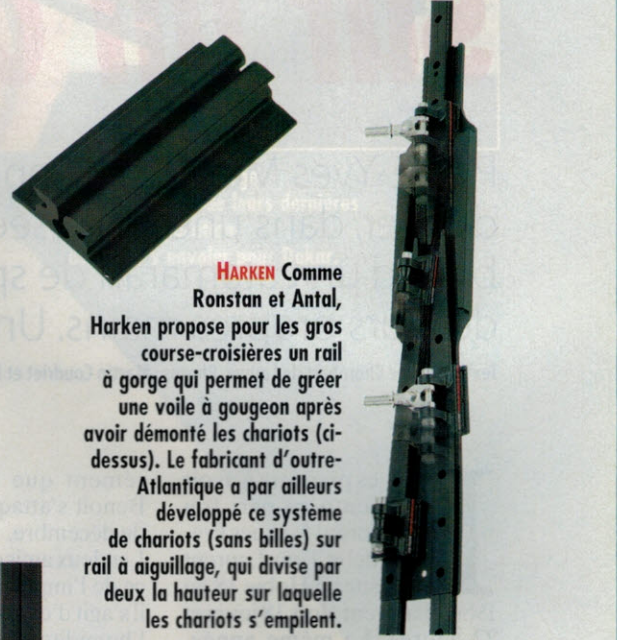 HARKEN Comme
Ronstan et Antal,
Harken propose pour les gros
course-croisières un rail
à gorge qui permet de gréer
une voile à gougeon après
avoir démonté les chariots (ci-
dessus). Le fabricant d'outre-
Atlantique a par ailleurs
développé ce système
de chariots (sans billes) sur
rail à aiguillage, qui divise par
deux la hauteur sur laquelle
les chariots s'empilent.